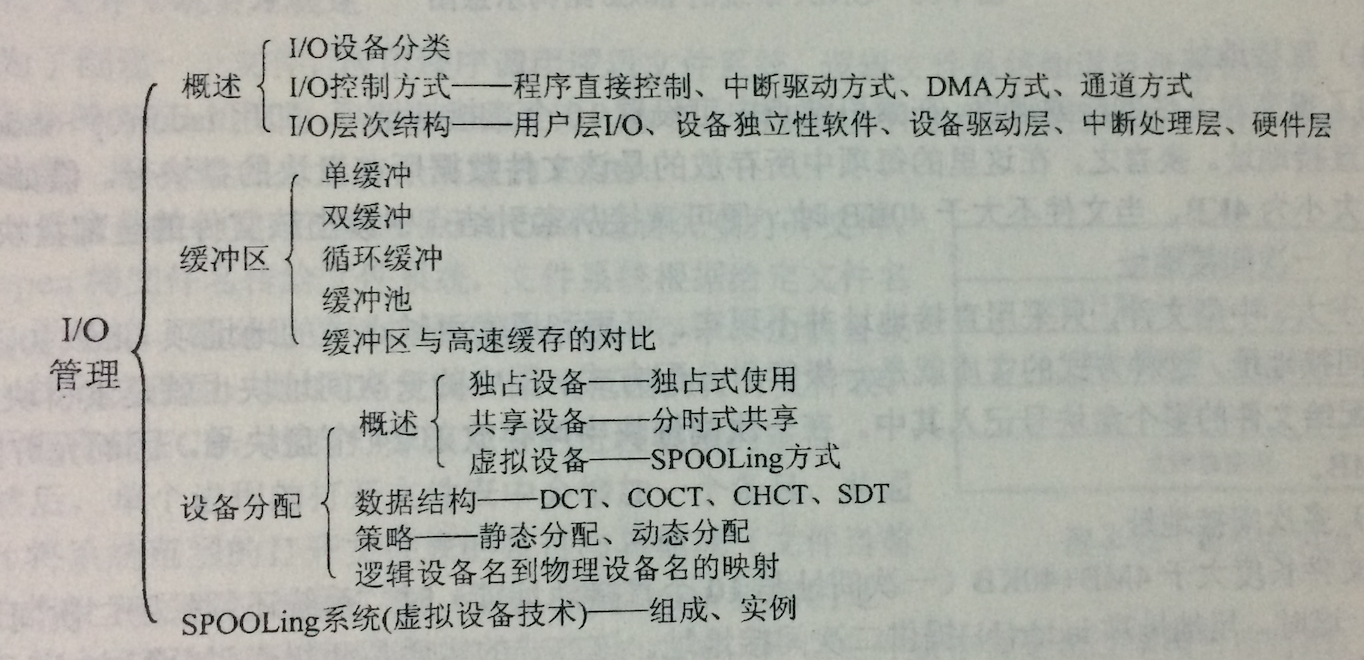 I/O设备分类
概述
I/O控制方式——程序直接控制、中断驱动方式、DMA方式、通道方式
I/O层次结构——用户层I/O、设备独立性软件、设备驱动层、中断处理层、硬件层
单缓冲
双缓冲
缓冲区
循环缓冲
缓冲池
缓冲区与高速缓存的对比
I/O
管理
独占设备——独占式使用
概述
共享设备——分时式共享
虚拟设备——SPOOLing方式
设备分配
数据结构——DCT、COCT、CHCT、SDT
策略——静态分配、动态分配
逻辑设备名到物理设备名的映射
SPOOLing系统(虚拟设备技术)——组成、实例